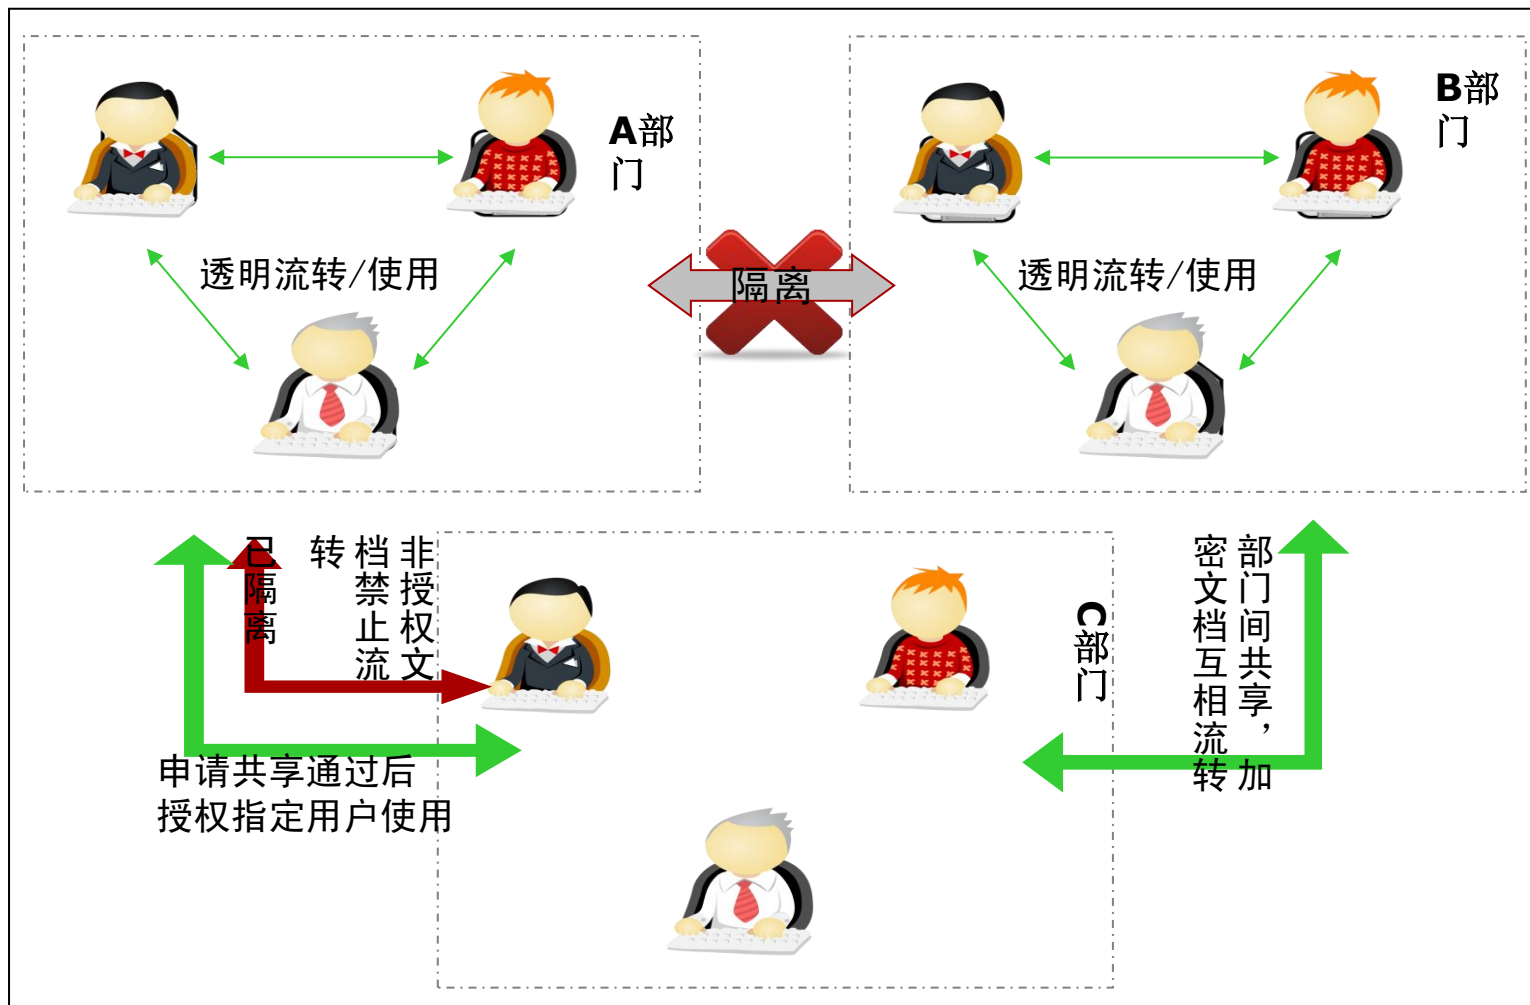 A部
门
B部
门
透明流转/使用
隔离
透明流转/使用
已隔离
非授权文
档禁止流
转
C部门
部门间共享，加
密文档互相流转
申请共享通过后
授权指定用户使用